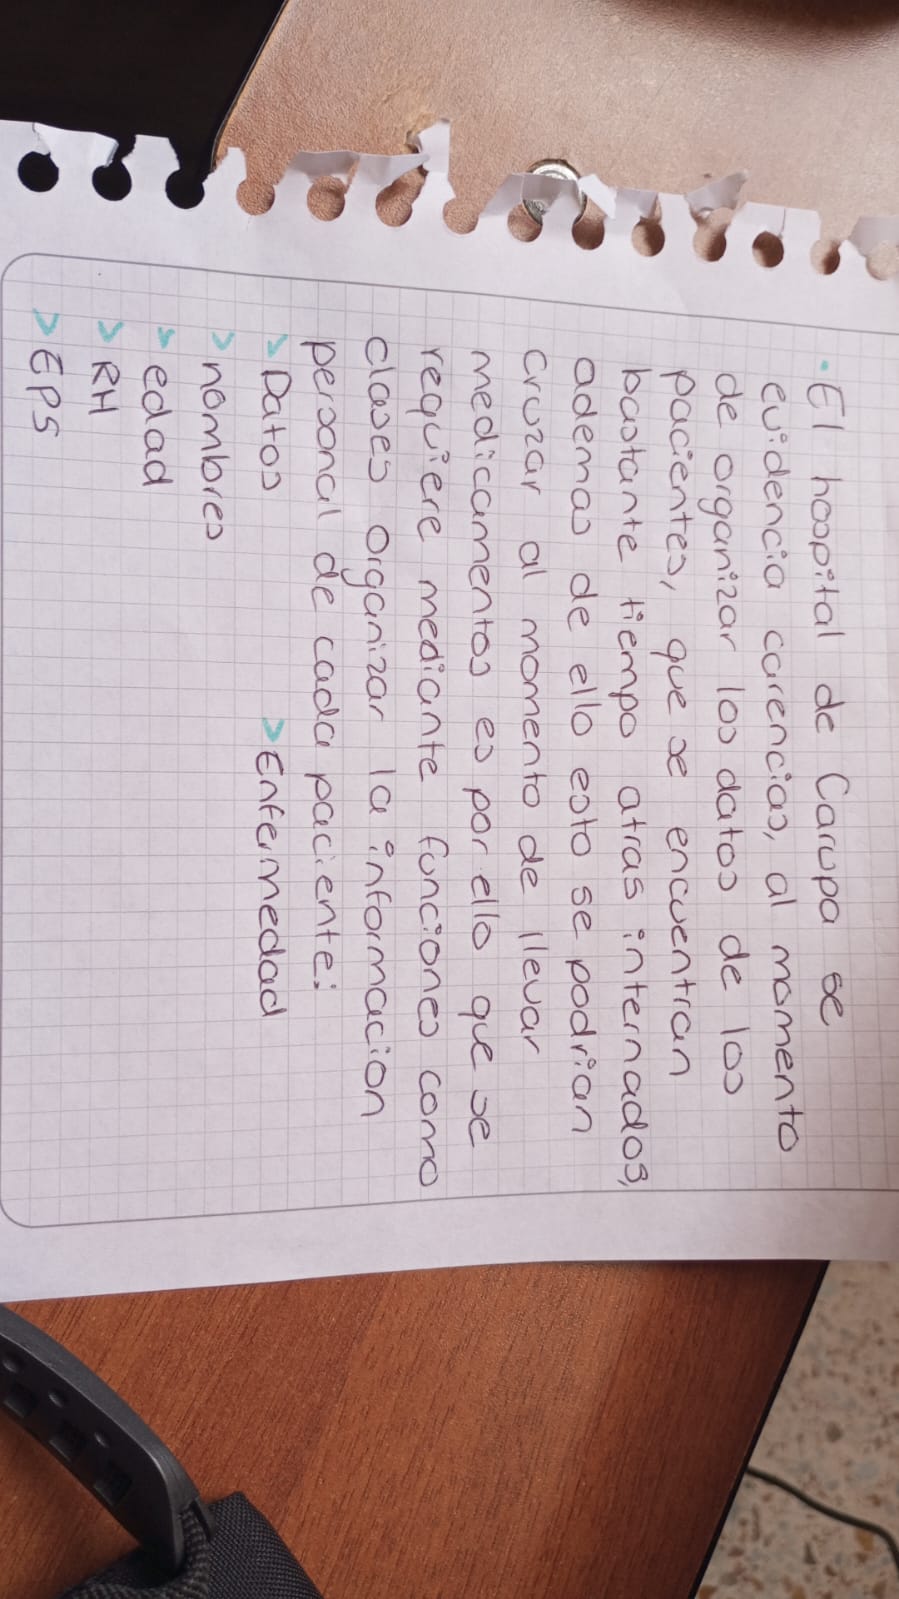 • El hospital de Carupa se
evidencia carencias, al momento
de organizar los datos de los
pacientes, que se encuentran
bastante tiempo atras internados,
ademas de ello esto se podrian
cruzar al momento de llevar
medicamentos es por ello que se
requiere mediante funciones como
clases organizar la informacion
personal de cada paciente:
> Datos > Enfermedad
> nombres
> edad
> RH
> EPS